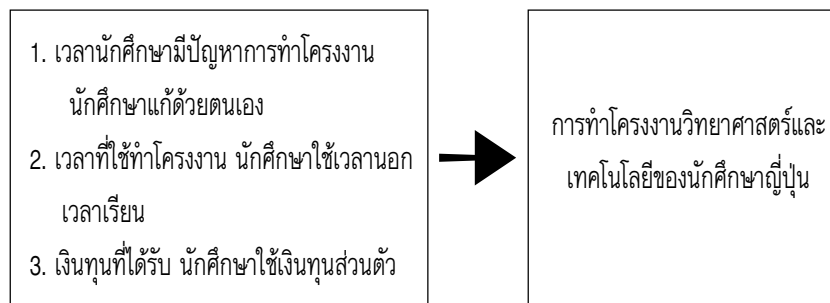 1. เวลานักศึกษามีปัญหาการทำโครงงาน
นักศึกษาแก้ด้วยตนเอง
2. เวลาที่ใช้ทำโครงงาน นักศึกษาใช้เวลานอก
เวลาเรียน
3. เงินทุนที่ได้รับ นักศึกษาใช้เงินทุนส่วนตัว
การทำโครงงานวิทยาศาสตร์และ
เทคโนโลยีของนักศึกษาญี่ปุ่น